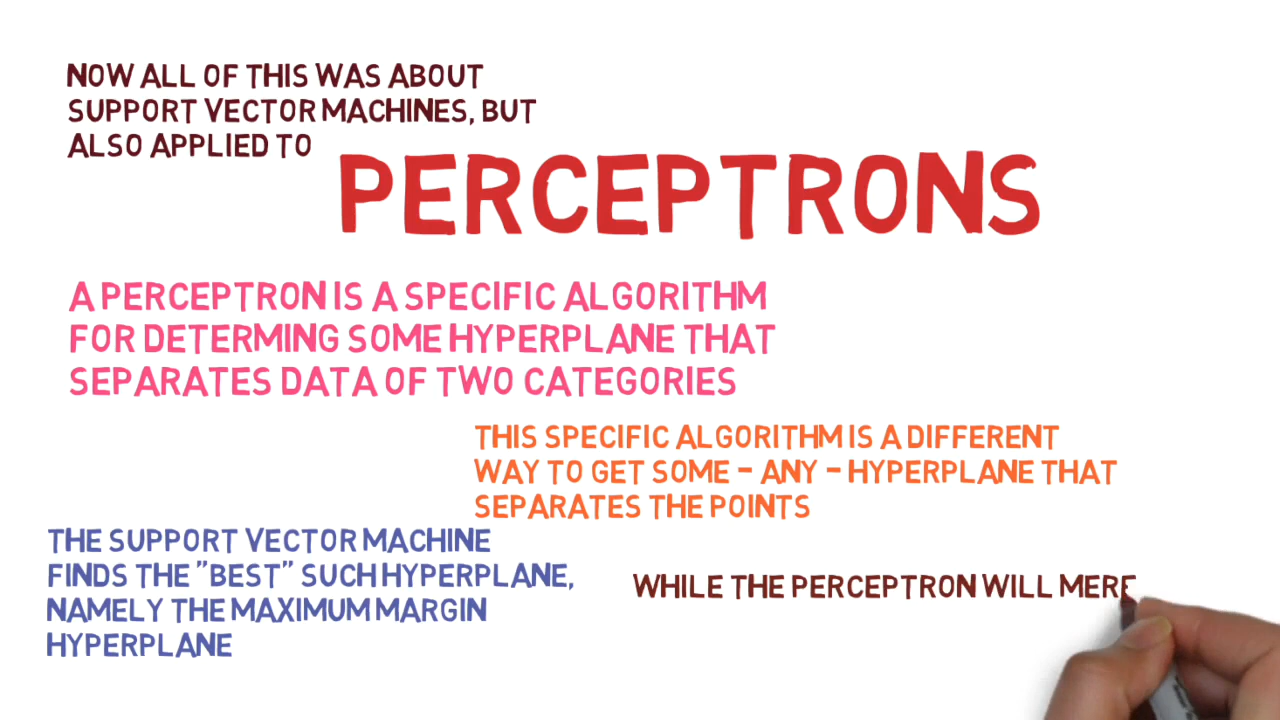 NOW ALL OF THIS WAS ABOUT
SUPPORT VECTOR MACHINES, BUT
ALSO APPLIED TO
PERCEPTRONS
A PERCEPTRON IS A SPECIFIC ALGORITHM
FOR DETERMING SOME HYPERPLANE THAT
SEPARATES DATA OF TWO CATEGORIES
THIS SPECIFIC ALGORITHM IS A DIFFERENT
WAY TO GET SOME - ANY - HYPERPLANE THAT
SEPARATES THE POINTS
THE SUPPORT VECTOR MACHINE
FINDS THE "BEST" SUCH HYPERPLANE,
NAMELY THE MAXIMUM MARGIN
HYPERPLANE
WHILE THE PERCEPTRON WILL MERE